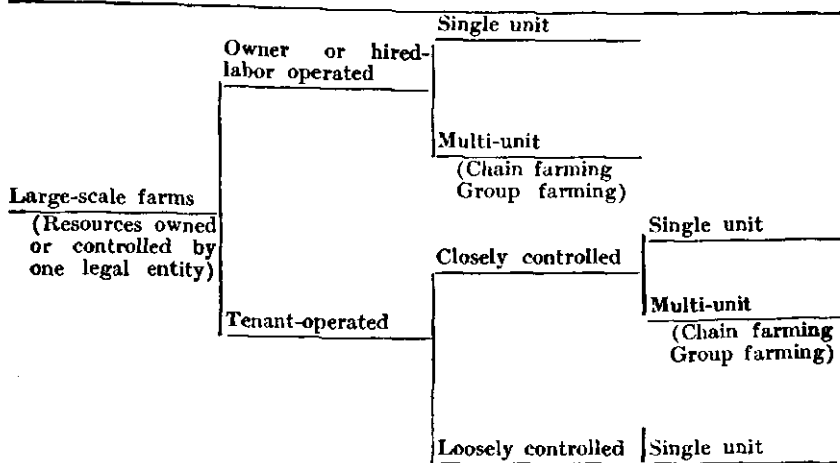 Single unit
Owner or hired-
labor operated
Multi-unit
(Chain farming
Group farming)
Large-scale farms
(Resources owned
or controlled by
one legal entity)
Single unit
Closely controlled
Multi-unit
(Chain farming
Group farming)
Tenant-operated
Loosely controlled
Single unit